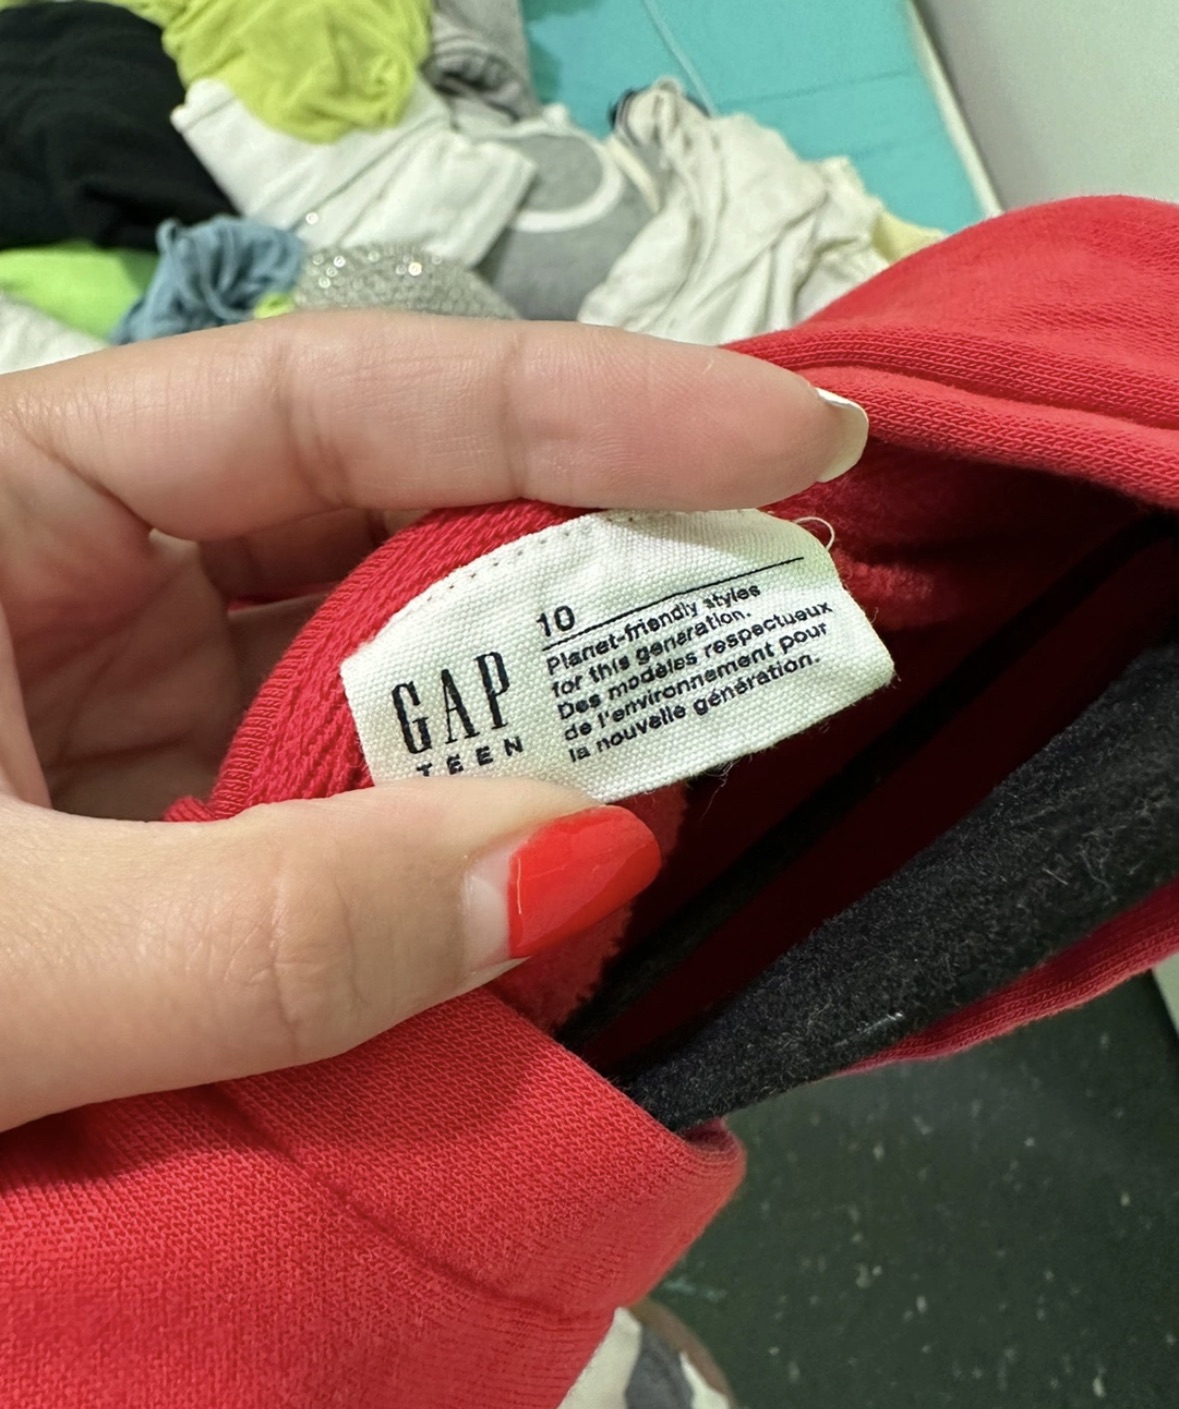 GAP
TEEN
10
Planet-friendly styles
for this generation.
Des modèles respectueux
de l'environnement pour
la nouvelle génération.